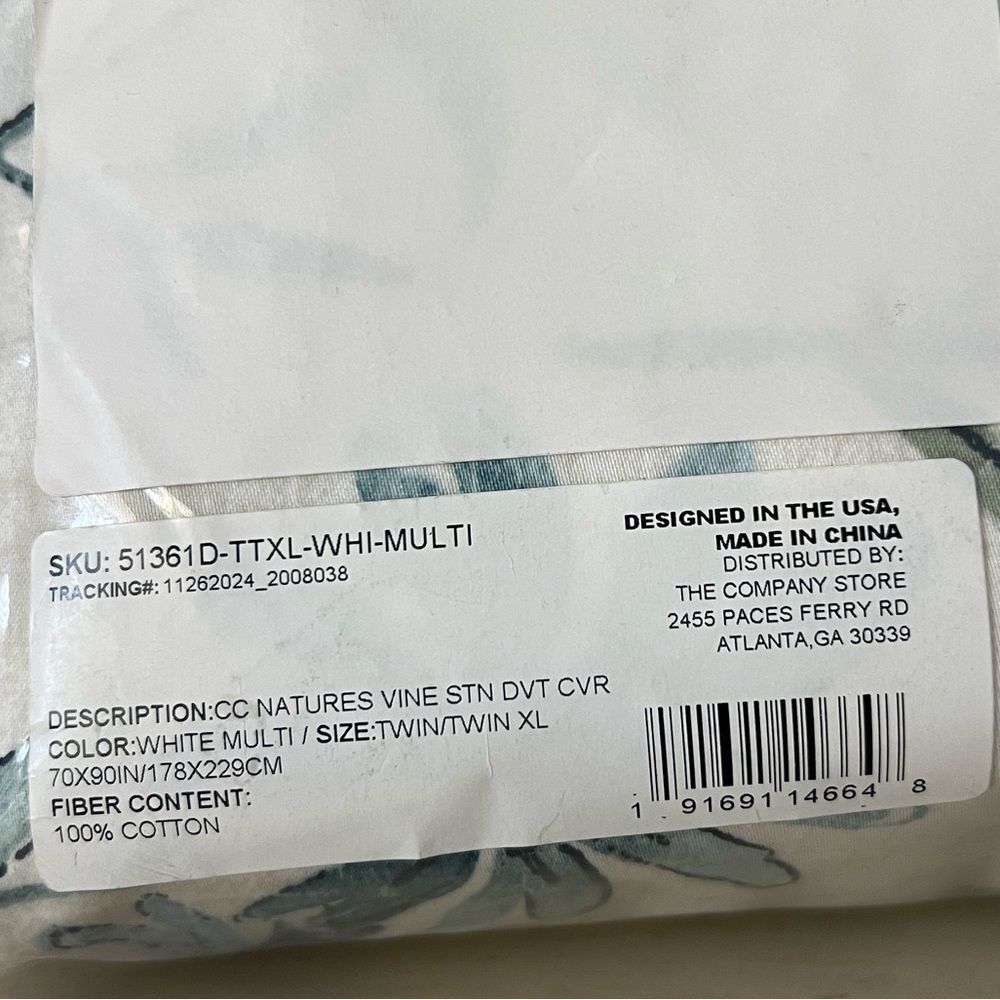 SKU: 51361D-TTXL-WHI-MULTI
TRACKING#: 11262024_2008038
DESIGNED IN THE USA,
MADE IN CHINA
DISTRIBUTED BY:
THE COMPANY STORE
2455 PACES FERRY RD
ATLANTA,GA 30339
DESCRIPTION:CC NATURES VINE STN DVT CVR
COLOR:WHITE MULTI / SIZE:TWIN/TWIN XL
70X90IN/178X229CM
FIBER CONTENT:
100% COTTON
1 91691 14664 8